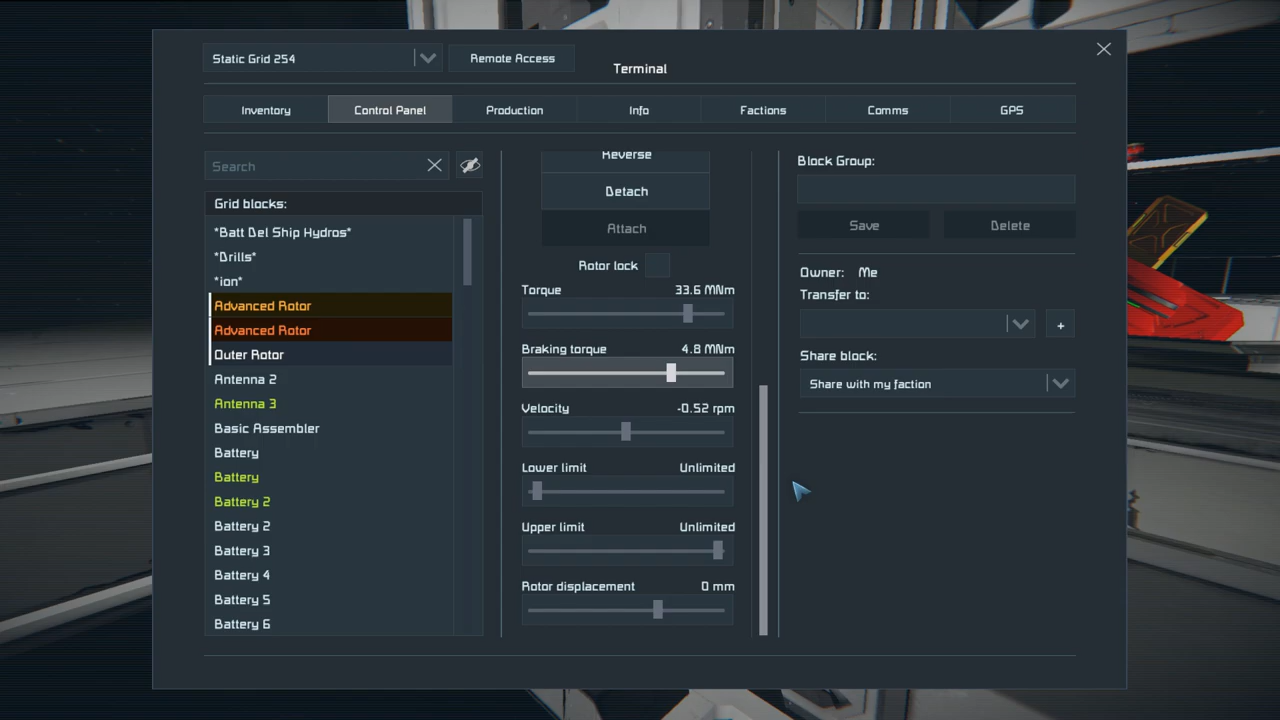 Static Grid 254
Remote Access
Terminal
Inventory
Control Panel
Production
Info
Factions
Comms
GPS
Search
Grid blocks:
*Batt Del Ship Hydros*
*Drills*
*ion*
Advanced Rotor
Advanced Rotor
Outer Rotor
Antenna 2
Antenna 3
Basic Assembler
Battery
Battery
Battery 2
Battery 2
Battery 3
Battery 4
Battery 5
Battery 6
Reverse
Detach
Attach
Rotor lock
Torque 33.6 MNm
Braking torque 4.8 MNm
Velocity -0.52 rpm
Lower limit Unlimited
Upper limit Unlimited
Rotor displacement 0 mm
Block Group:
Save
Delete
Owner: Me
Transfer to:
+
Share block:
Share with my faction